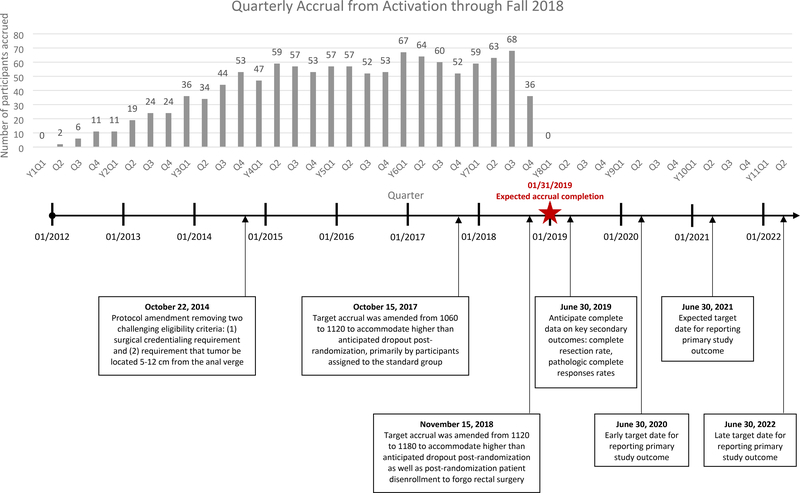 Quarterly Accrual from Activation through Fall 2018
Number of participants accrued
80
70
60
50
40
30
20
10
0
0 2 6 11 11 19 24 24 36 34 44 53 47 59 57 53 57 57 52 53 67 64 60 52 59 63 68 36 0
Y1Q1 Q2 Q3 Q4 Y2Q1 Q2 Q3 Q4 Y3Q1 Q2 Q3 Q4 Y4Q1 Q2 Q3 Q4 Y5Q1 Q2 Q3 Q4 Y6Q1 Q2 Q3 Q4 Y7Q1 Q2 Q3 Q4 Y8Q1 Q2 Q3 Q4 Y9Q1 Q2 Q3 Q4 Y10Q1 Q2 Q3 Q4 Y11Q1 Q2
Quarter
01/31/2019
Expected accrual completion
01/2012 01/2013 01/2014 01/2015 01/2016 01/2017 01/2018 01/2019 01/2020 01/2021 01/2022
October 22, 2014
Protocol amendment removing two
challenging eligibility criteria: (1)
surgical credentialing requirement
and (2) requirement that tumor be
located 5-12 cm from the anal verge
October 15, 2017
Target accrual was amended from 1060
to 1120 to accommodate higher than
anticipated dropout post-
randomization, primarily by participants
assigned to the standard group
June 30, 2019
Anticipate complete
data on key secondary
outcomes: complete
resection rate,
pathologic complete
responses rates
June 30, 2021
Expected target
date for reporting
primary study
outcome
November 15, 2018
Target accrual was amended from 1120
to 1180 to accommodate higher than
anticipated dropout post-randomization
as well as post-randomization patient
disenrollment to forgo rectal surgery
June 30, 2020
Early target date for
reporting primary
study outcome
June 30, 2022
Late target date for
reporting primary
study outcome